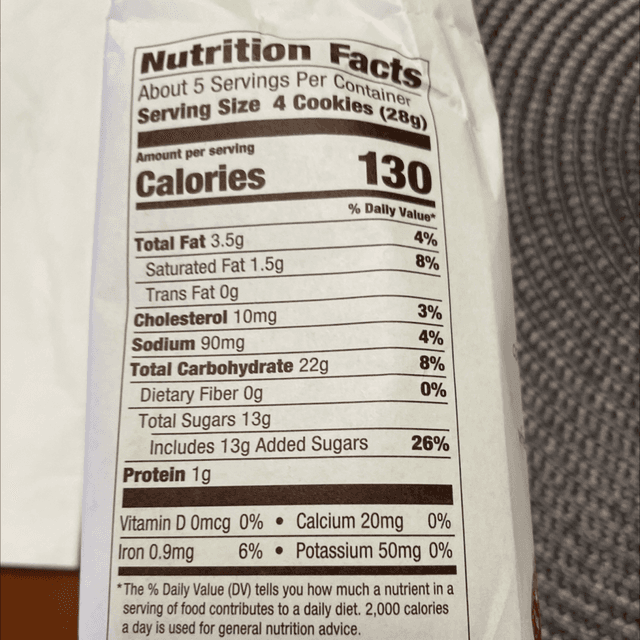 Nutrition Facts
About 5 Servings Per Container
Serving Size 4 Cookies (28g)
Amount per serving
Calories 130
% Daily Value*
Total Fat 3.5g 4%
Saturated Fat 1.5g 8%
Trans Fat 0g
Cholesterol 10mg 3%
Sodium 90mg 4%
Total Carbohydrate 22g 8%
Dietary Fiber 0g 0%
Total Sugars 13g
Includes 13g Added Sugars 26%
Protein 1g
Vitamin D 0mcg 0% • Calcium 20mg 0%
Iron 0.9mg 6% • Potassium 50mg 0%
*The % Daily Value (DV) tells you how much a nutrient in a
serving of food contributes to a daily diet. 2,000 calories
a day is used for general nutrition advice.